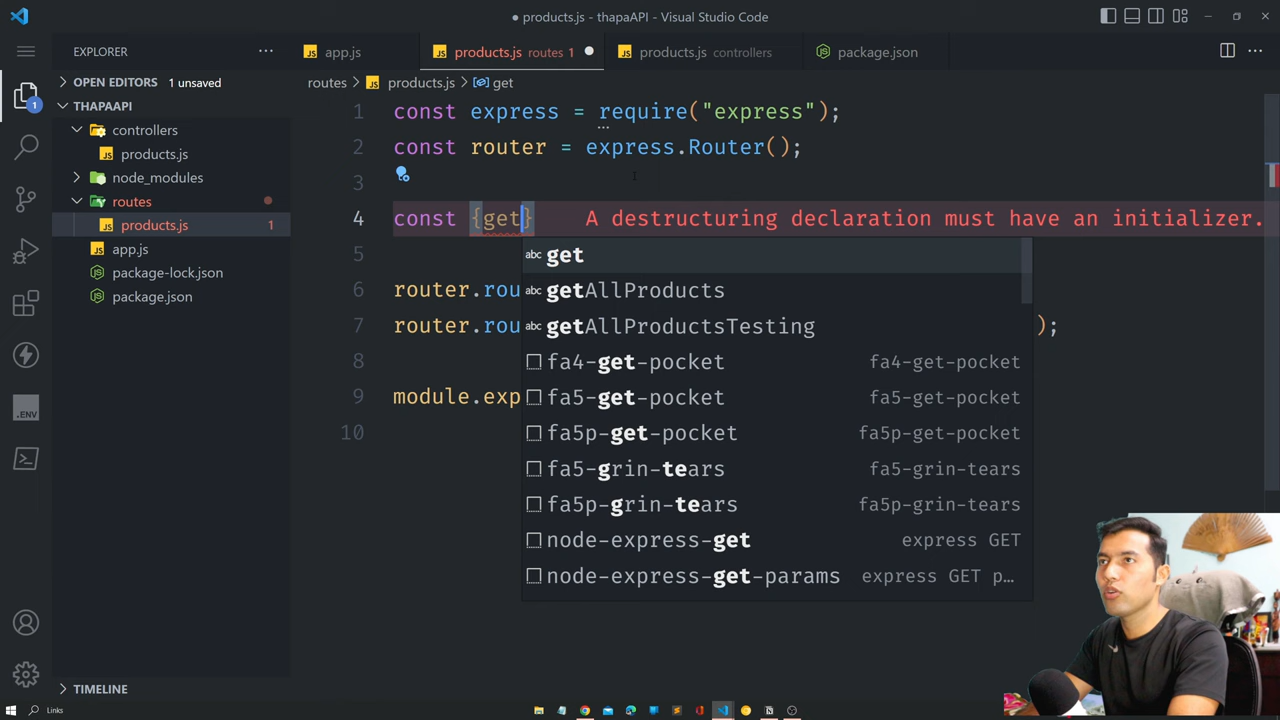 products.js - thapaAPI - Visual Studio Code
EXPLORER
app.js
products.js routes 1
products.js controllers
package.json
OPEN EDITORS 1 unsaved
routes > products.js > get
THAPAAPI
controllers
products.js
node_modules
routes
products.js 1
app.js
package-lock.json
package.json
1 const express = require("express");
2 const router = express.Router();
3
4 const {get} A destructuring declaration must have an initializer.
5
6 router.rou
7 router.rou );
8
9 module.exp
10
abc get
abc getAllProducts
abc getAllProductsTesting
fa4-get-pocket fa4-get-pocket
fa5-get-pocket fa5-get-pocket
fa5p-get-pocket fa5p-get-pocket
fa5-grin-tears fa5-grin-tears
fa5p-grin-tears fa5p-grin-tears
node-express-get express GET
node-express-get-params express GET p…
1
.ENV
TIMELINE
Links